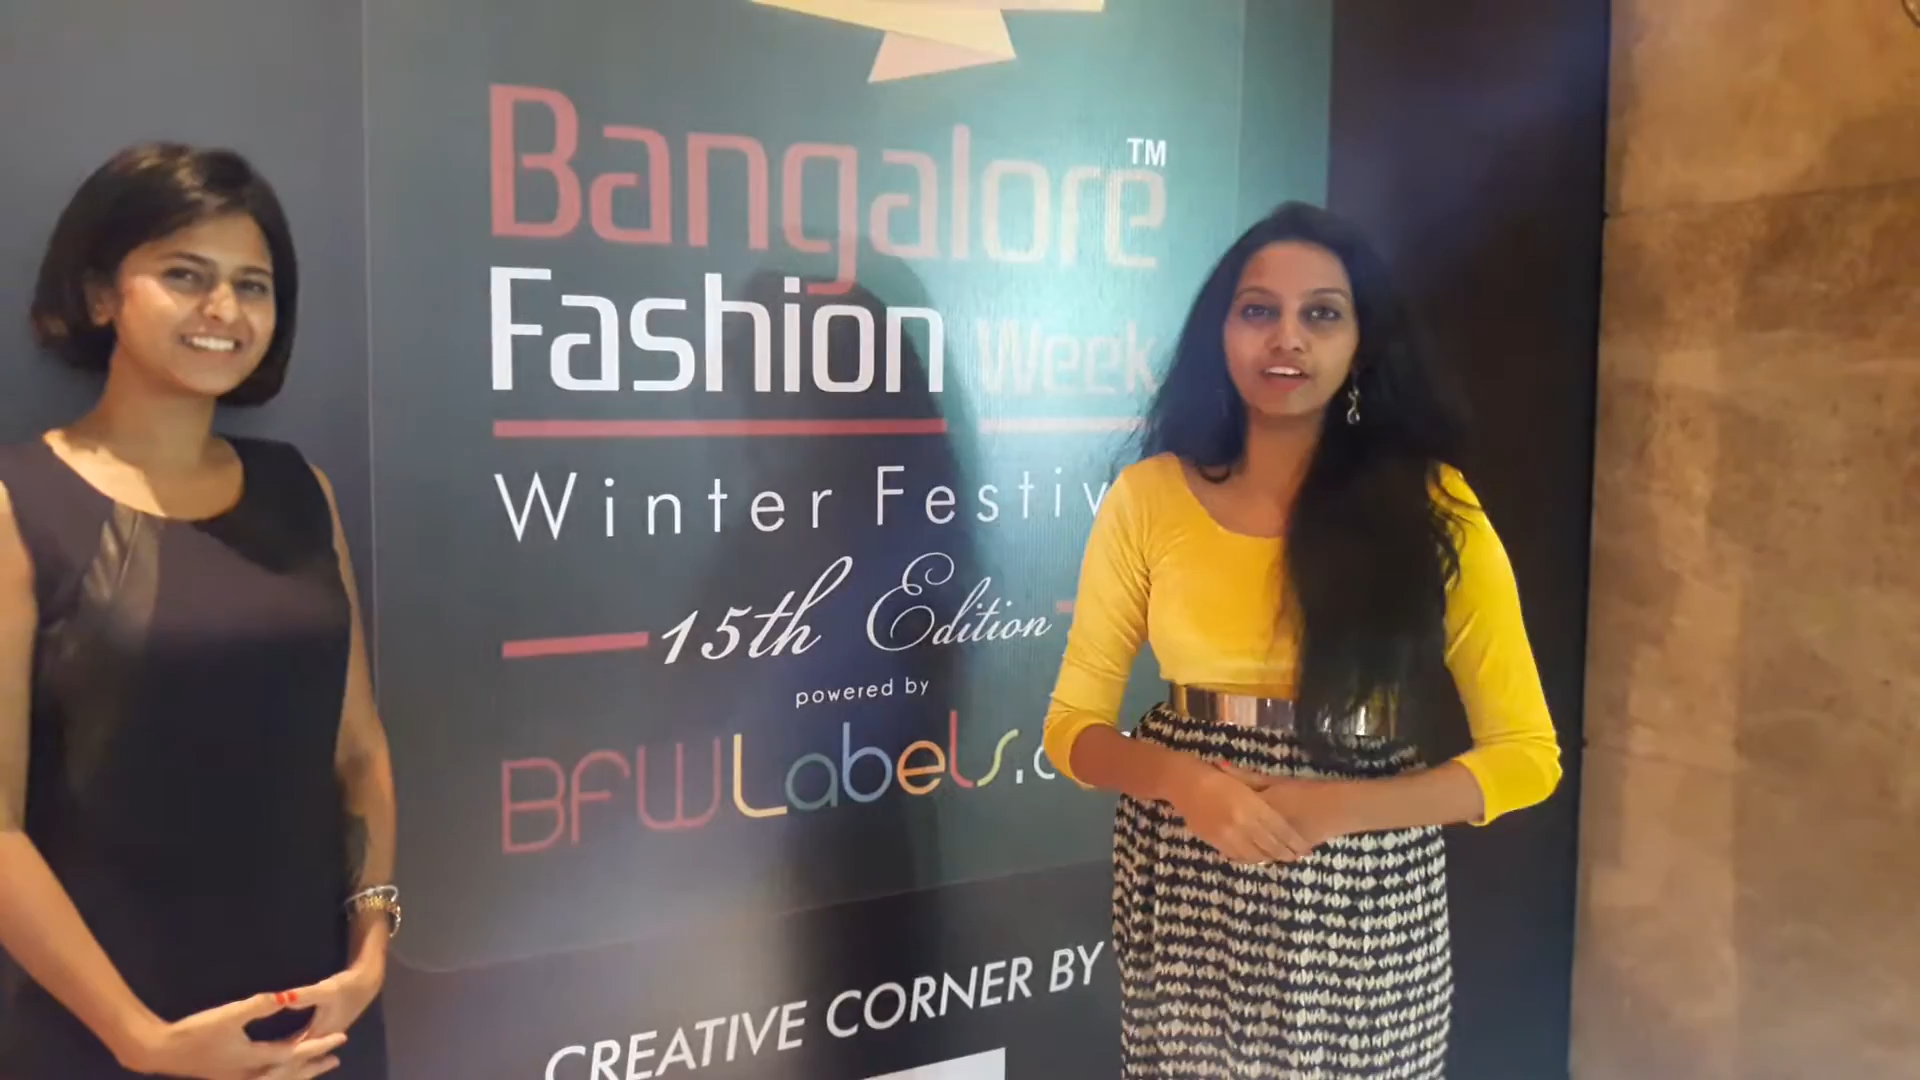 Bangalore™
Fashion Week
Winter Festiv
15th Edition
powered by
BFWLabels.c
CREATIVE CORNER BY